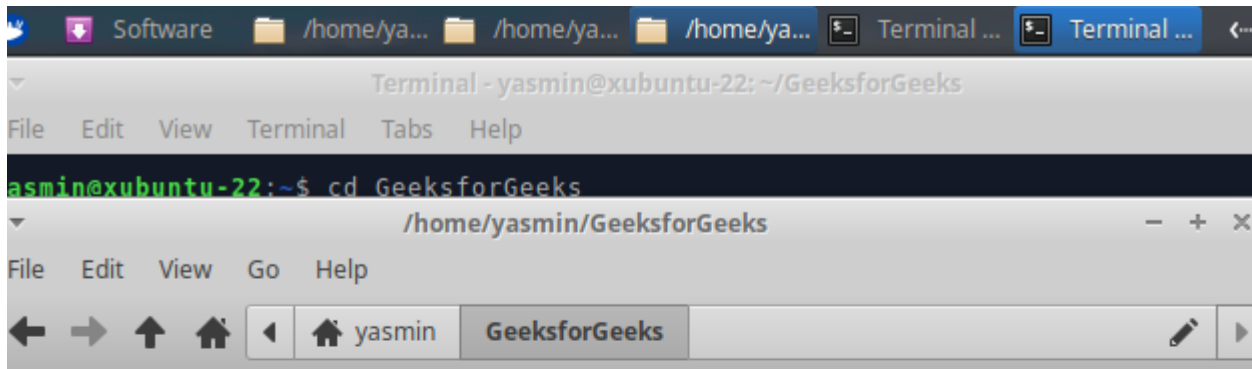 Software /home/ya... /home/ya... /home/ya... Terminal ... Terminal ...
Terminal - yasmin@xubuntu-22: ~/GeeksforGeeks
File Edit View Terminal Tabs Help
asmin@xubuntu-22:~$ cd GeeksforGeeks
/home/yasmin/GeeksforGeeks
File Edit View Go Help
yasmin GeeksforGeeks